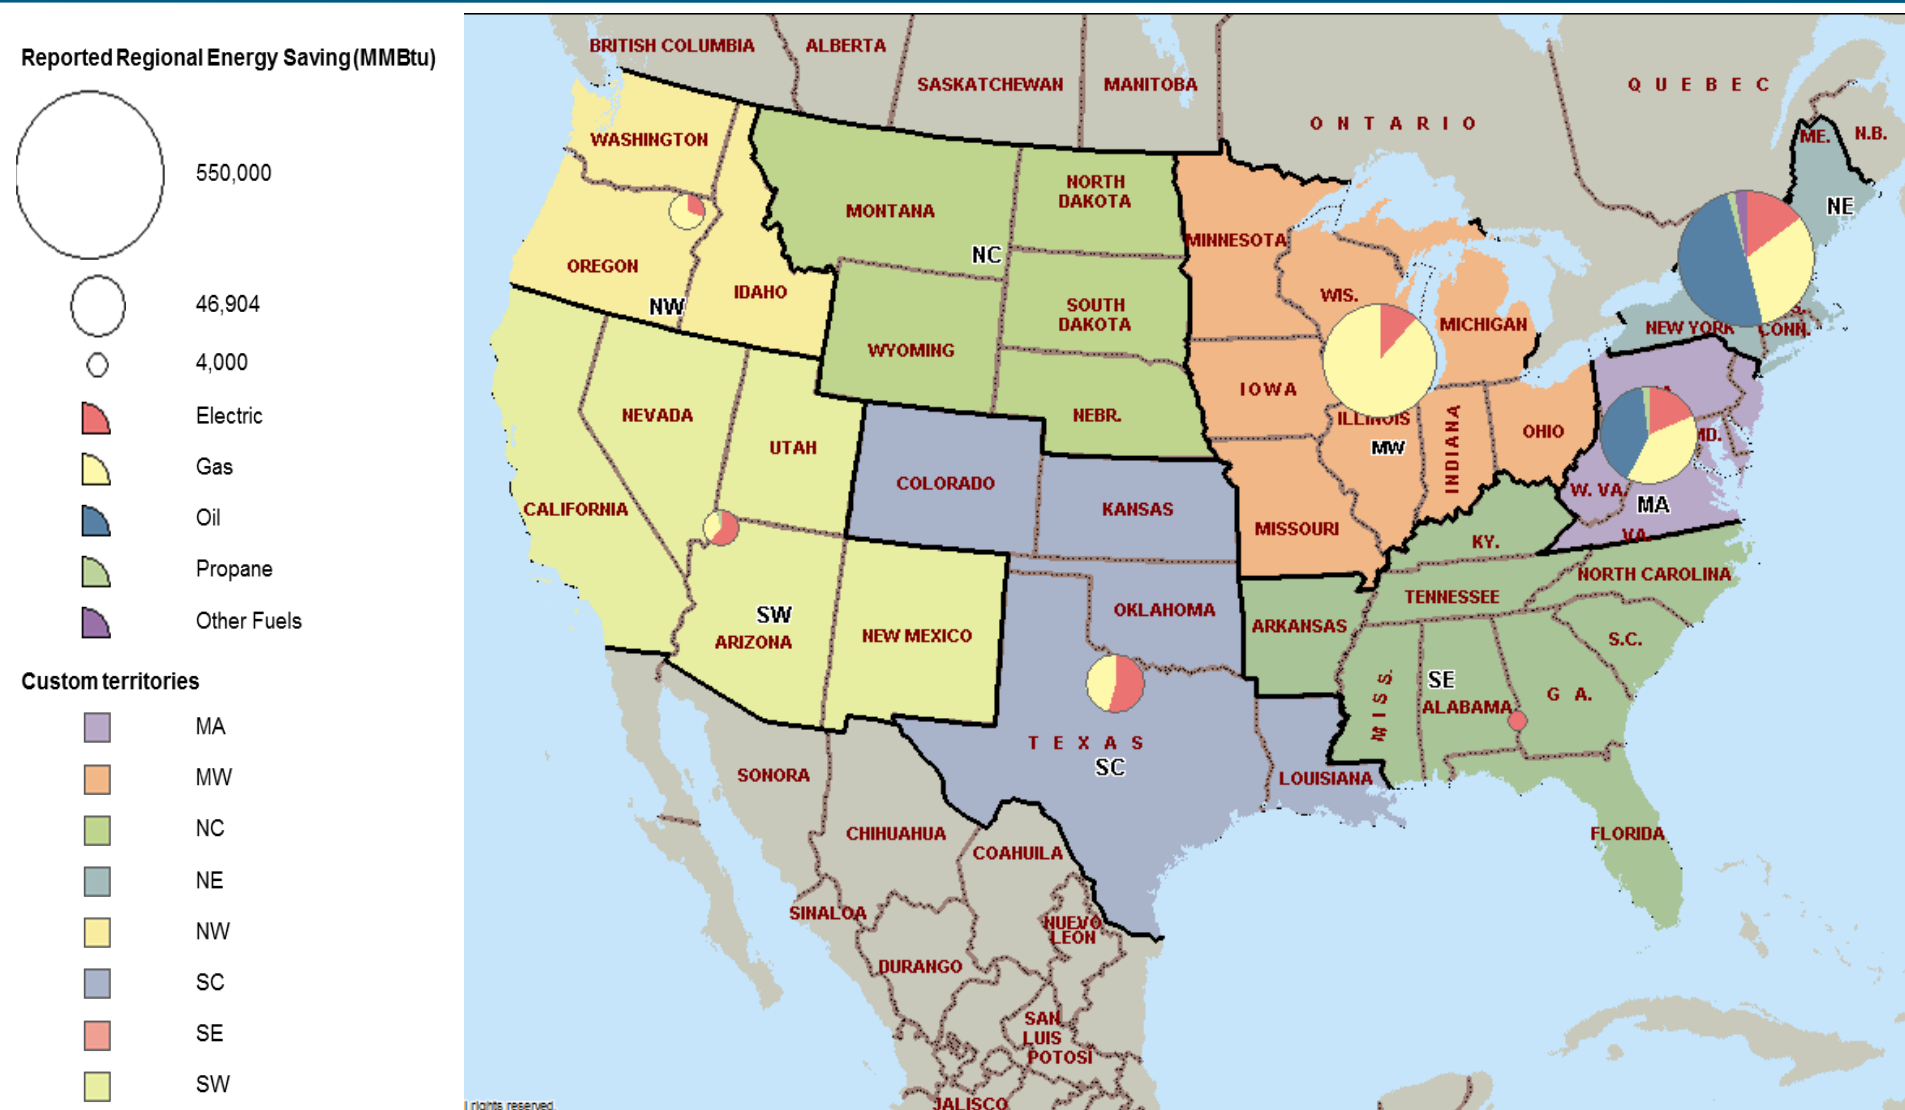 Reported Regional Energy Saving (MMBtu)
550,000
46,904
4,000
Electric
Gas
Oil
Propane
Other Fuels
Custom territories
MA
MW
NC
NE
NW
SC
SE
SW
BRITISH COLUMBIA
ALBERTA
SASKATCHEWAN
MANITOBA
ONTARIO
QUEBEC
N.B.
ME.
NE
WASHINGTON
MONTANA
NORTH
DAKOTA
MINNESOTA
OREGON
IDAHO
NW
NC
SOUTH
DAKOTA
WIS.
MICHIGAN
NEW YORK
CONN.
WYOMING
IOWA
NEBR.
ILLINOIS
MW
INDIANA
OHIO
MD.
NEVADA
UTAH
COLORADO
KANSAS
CALIFORNIA
MISSOURI
W. VA.
MA
VA.
KY.
NORTH CAROLINA
TENNESSEE
SW
ARIZONA
NEW MEXICO
OKLAHOMA
ARKANSAS
S.C.
MISS.
SE
ALABAMA
G A.
TEXAS
SC
LOUISIANA
FLORIDA
SONORA
CHIHUAHUA
COAHUILA
SINALOA
NUEVO
LEON
DURANGO
SAN
LUIS
POTOSI
JALISCO
rights reserved.